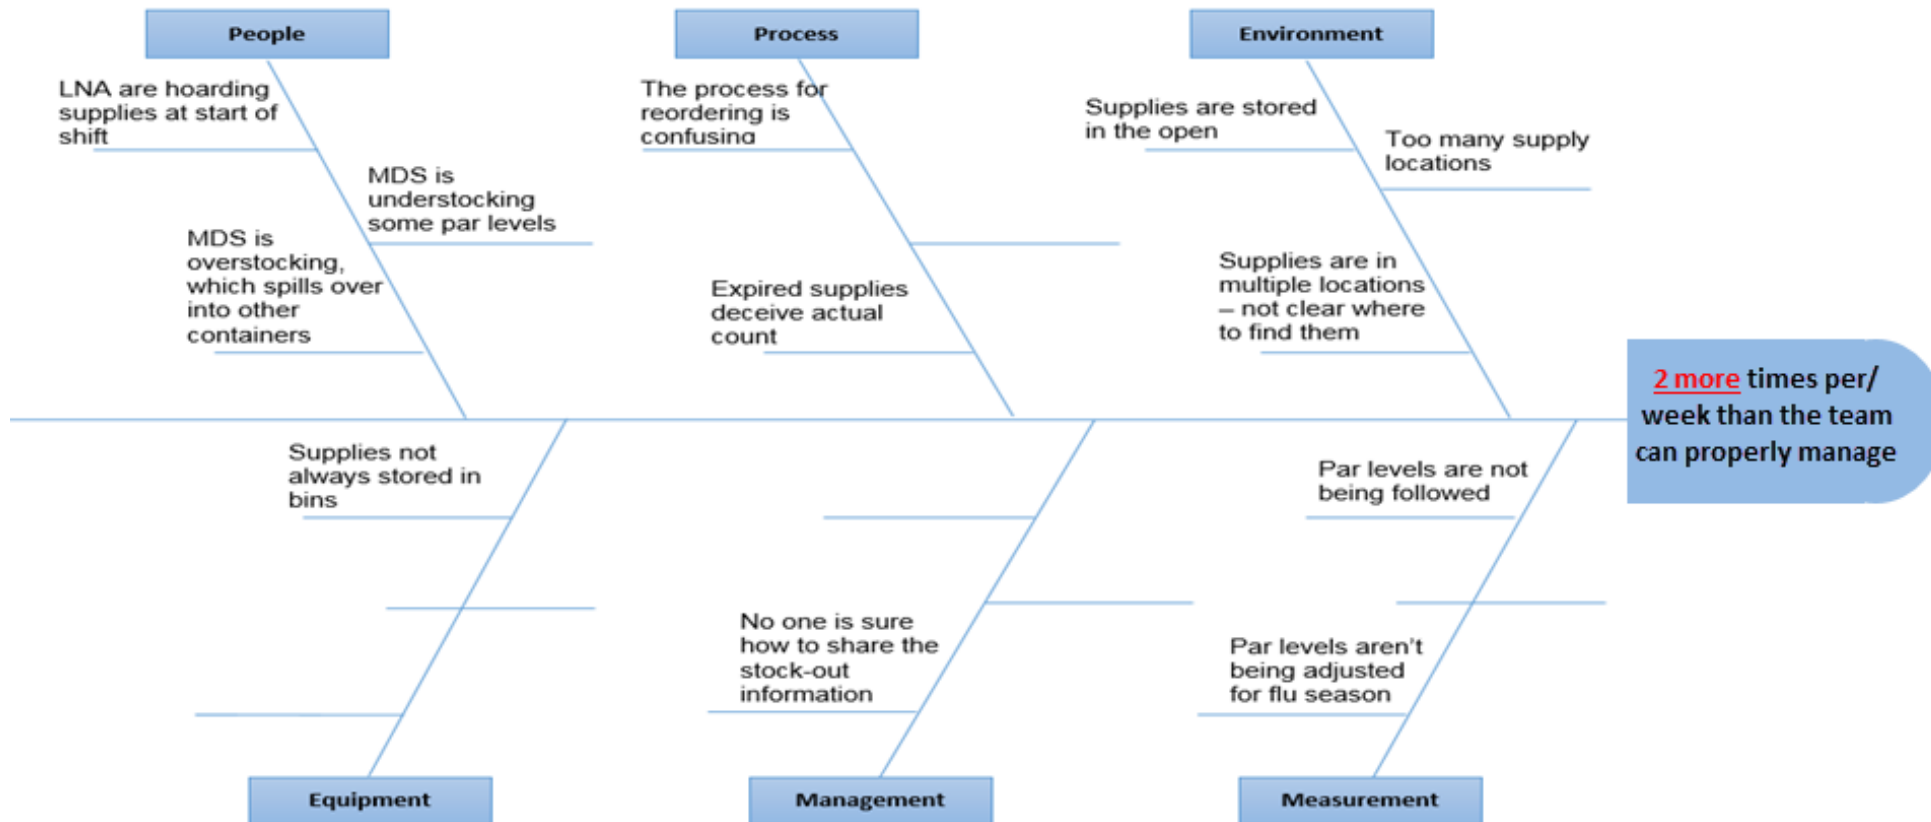 People
Process
Environment
LNA are hoarding
supplies at start of
shift
MDS is
understocking
some par levels
MDS is
overstocking,
which spills over
into other
containers
The process for
reordering is
confusing
Expired supplies
deceive actual
count
Supplies are stored
in the open
Too many supply
locations
Supplies are in
multiple locations
– not clear where
to find them
2 more times per/
week than the team
can properly manage
Supplies not
always stored in
bins
No one is sure
how to share the
stock-out
information
Par levels are not
being followed
Par levels aren't
being adjusted
for flu season
Equipment
Management
Measurement